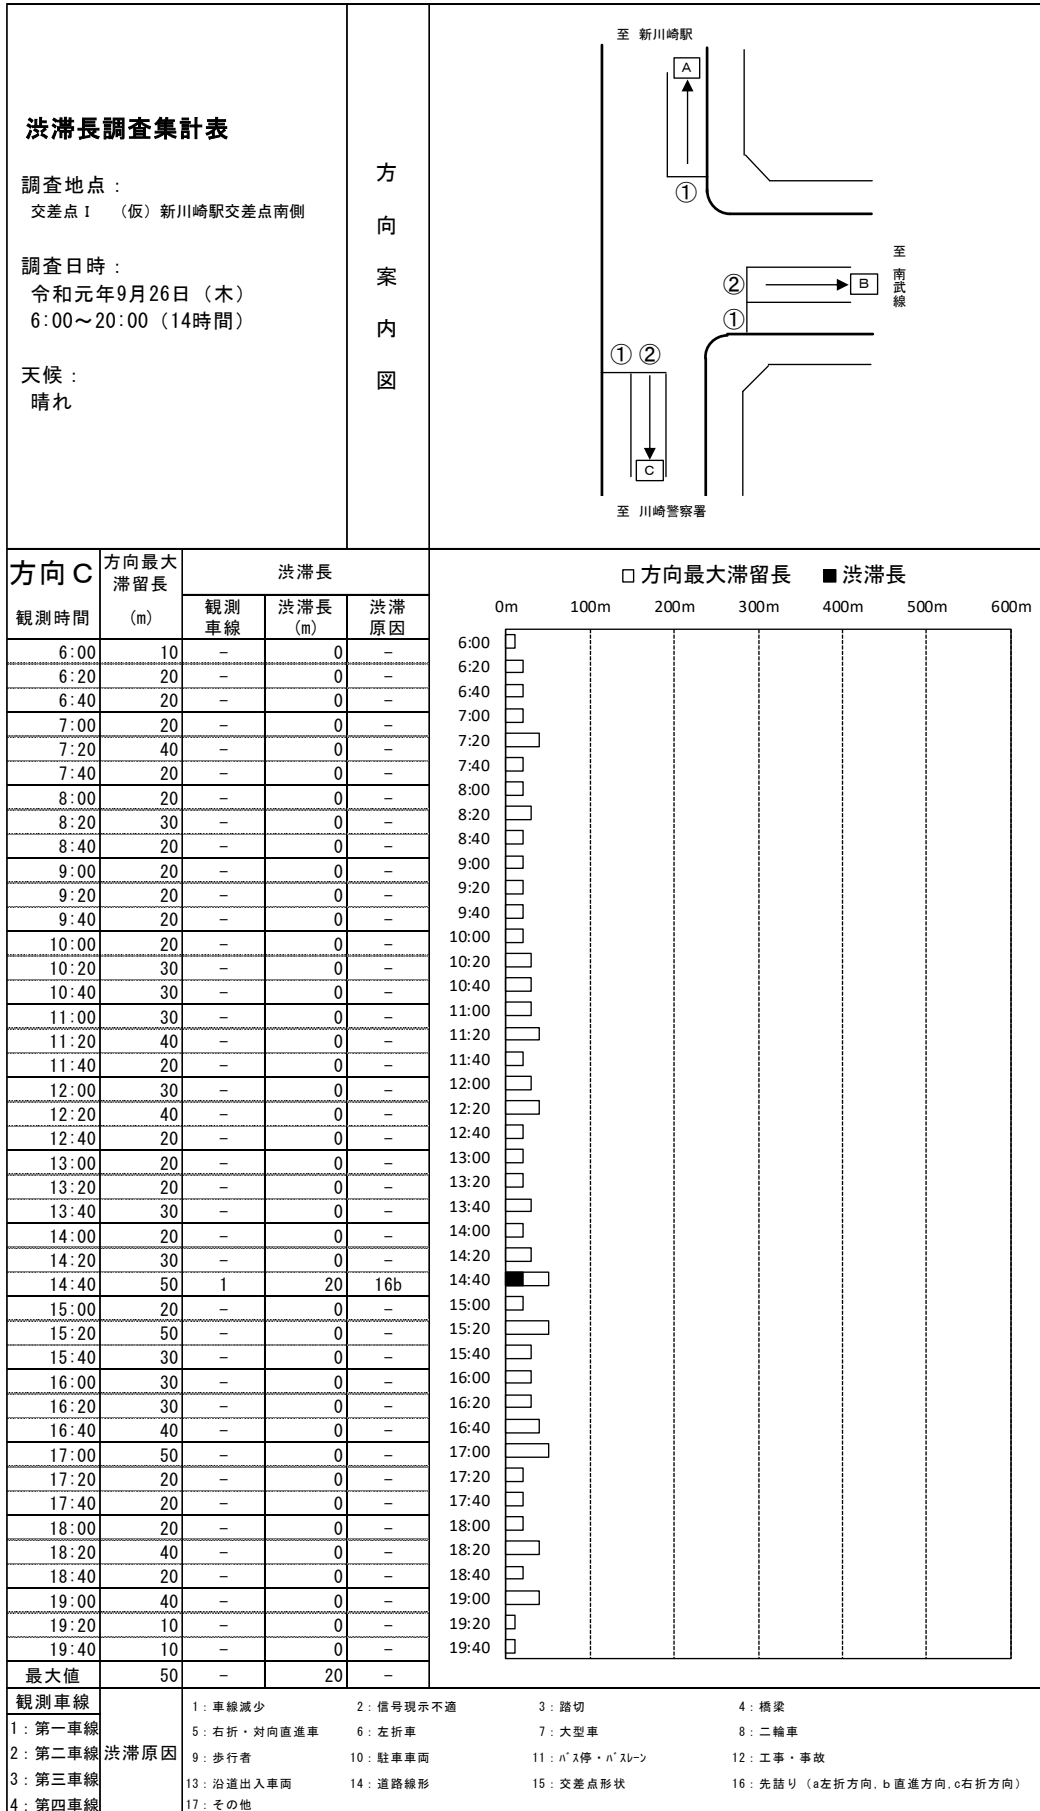 渋滞長調査集計表
調査地点：
交差点Ｉ　（仮）新川崎駅交差点南側
調査日時：
令和元年9月26日（木）
6:00～20:00（14時間）
天候：
晴れ
方
向
案
内
図
至 新川崎駅
A
①
至 南武線
②
B
①
① ②
C
至 川崎警察署
方向Ｃ 方向最大滞留長 渋滞長
観測時間 (m) 観測車線 渋滞長(m) 渋滞原因
6:00 10 － 0 －
6:20 20 － 0 －
6:40 20 － 0 －
7:00 20 － 0 －
7:20 40 － 0 －
7:40 20 － 0 －
8:00 20 － 0 －
8:20 30 － 0 －
8:40 20 － 0 －
9:00 20 － 0 －
9:20 20 － 0 －
9:40 20 － 0 －
10:00 20 － 0 －
10:20 30 － 0 －
10:40 30 － 0 －
11:00 30 － 0 －
11:20 40 － 0 －
11:40 20 － 0 －
12:00 30 － 0 －
12:20 40 － 0 －
12:40 20 － 0 －
13:00 20 － 0 －
13:20 20 － 0 －
13:40 30 － 0 －
14:00 20 － 0 －
14:20 30 － 0 －
14:40 50 1 20 16b
15:00 20 － 0 －
15:20 50 － 0 －
15:40 30 － 0 －
16:00 30 － 0 －
16:20 30 － 0 －
16:40 40 － 0 －
17:00 50 － 0 －
17:20 20 － 0 －
17:40 20 － 0 －
18:00 20 － 0 －
18:20 40 － 0 －
18:40 20 － 0 －
19:00 40 － 0 －
19:20 10 － 0 －
19:40 10 － 0 －
最大値 50 － 20 －
□方向最大滞留長 ■渋滞長
0m 100m 200m 300m 400m 500m 600m
6:00
6:20
6:40
7:00
7:20
7:40
8:00
8:20
8:40
9:00
9:20
9:40
10:00
10:20
10:40
11:00
11:20
11:40
12:00
12:20
12:40
13:00
13:20
13:40
14:00
14:20
14:40
15:00
15:20
15:40
16:00
16:20
16:40
17:00
17:20
17:40
18:00
18:20
18:40
19:00
19:20
19:40
観測車線
1：第一車線
2：第二車線
3：第三車線
4：第四車線
渋滞原因
1：車線減少 2：信号現示不適 3：踏切 4：橋梁
5：右折・対向直進車 6：左折車 7：大型車 8：二輪車
9：歩行者 10：駐車車両 11：ﾊﾞｽ停・ﾊﾞｽﾚｰﾝ 12：工事・事故
13：沿道出入車両 14：道路線形 15：交差点形状 16：先詰り（a左折方向,ｂ直進方向,c右折方向）
17：その他